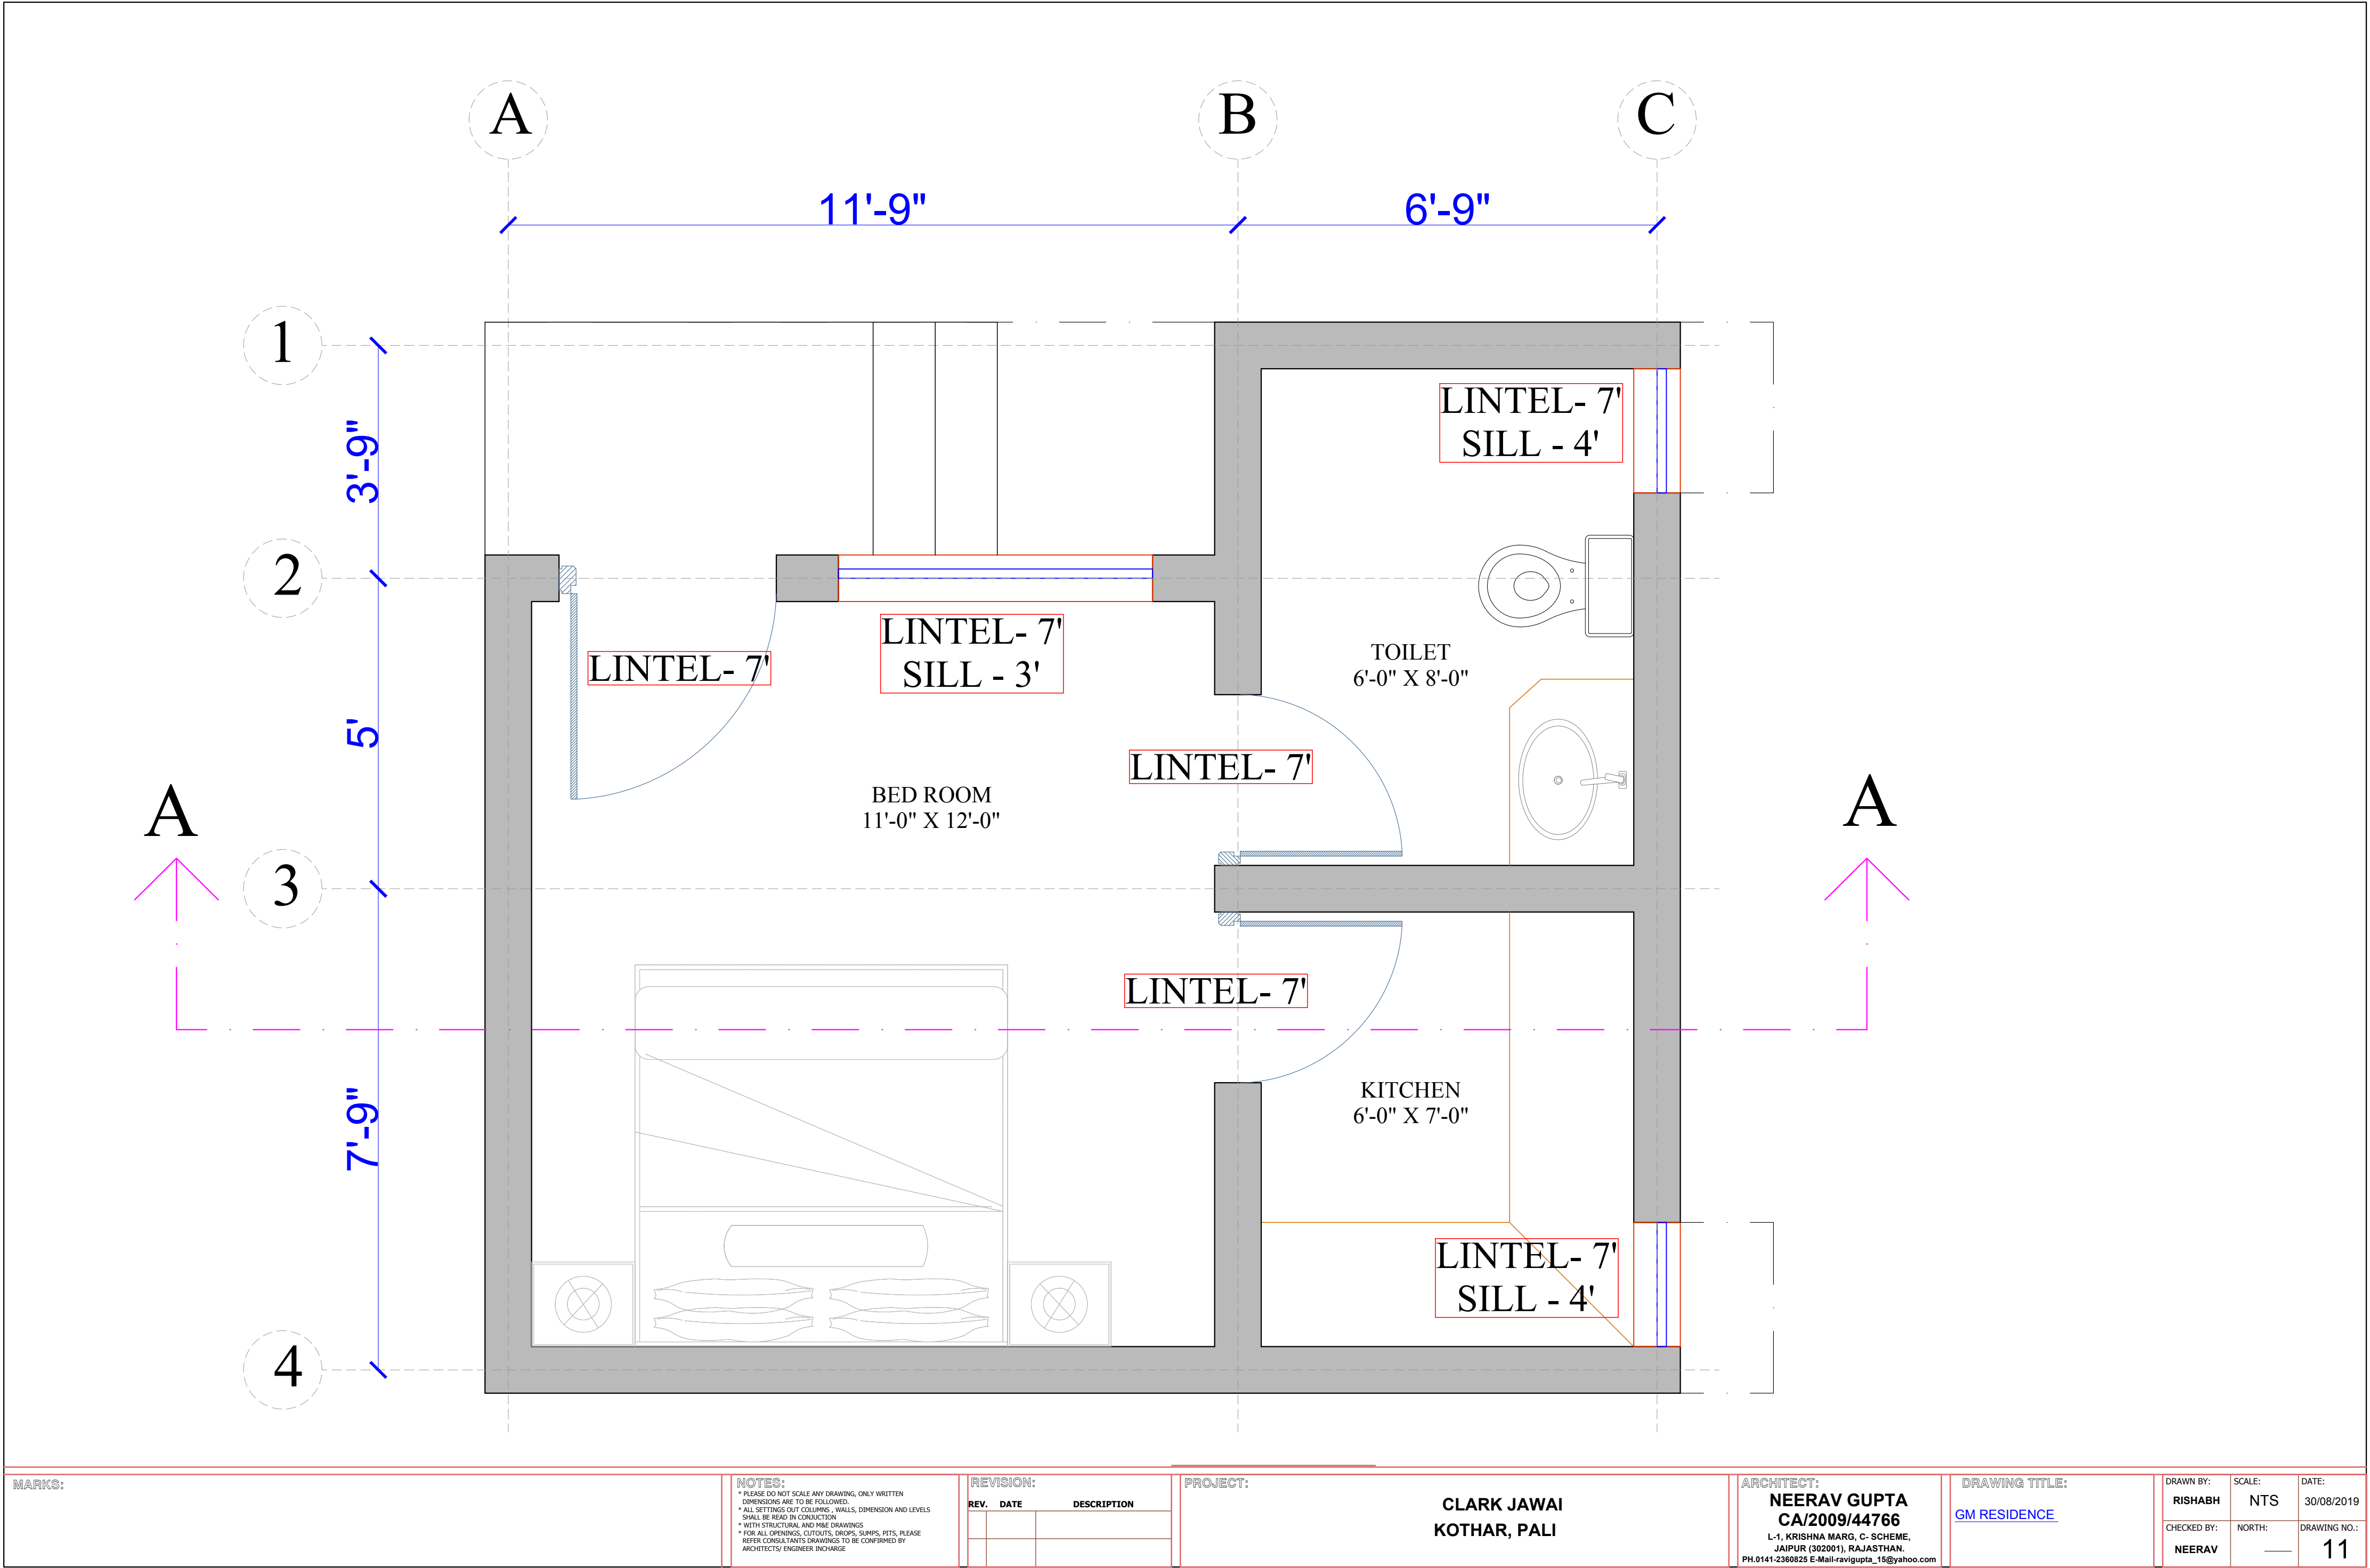 A
B
C
11'-9"
6'-9"
1
3'-9"
2
5'
3
7'-9"
4
LINTEL- 7'
SILL - 4'
LINTEL- 7'
SILL - 3'
LINTEL- 7'
TOILET
6'-0" X 8'-0"
LINTEL- 7'
BED ROOM
11'-0" X 12'-0"
A
A
LINTEL- 7'
KITCHEN
6'-0" X 7'-0"
LINTEL- 7'
SILL - 4'
MARKS:
NOTES:
* PLEASE DO NOT SCALE ANY DRAWING, ONLY WRITTEN
DIMENSIONS ARE TO BE FOLLOWED.
* ALL SETTINGS OUT COLUMNS , WALLS, DIMENSION AND LEVELS
SHALL BE READ IN CONJUCTION
* WITH STRUCTURAL AND M&E DRAWINGS
* FOR ALL OPENINGS, CUTOUTS, DROPS, SUMPS, PITS, PLEASE
REFER CONSULTANTS DRAWINGS TO BE CONFIRMED BY
ARCHITECTS/ ENGINEER INCHARGE
REVISION:
REV. DATE DESCRIPTION
PROJECT:
CLARK JAWAI
KOTHAR, PALI
ARCHITECT:
NEERAV GUPTA
CA/2009/44766
L-1, KRISHNA MARG, C- SCHEME,
JAIPUR (302001), RAJASTHAN.
PH.0141-2360825 E-Mail-ravigupta_15@yahoo.com
DRAWING TITLE:
GM RESIDENCE
DRAWN BY:
RISHABH
SCALE:
NTS
DATE:
30/08/2019
CHECKED BY:
NEERAV
NORTH:
DRAWING NO.:
11